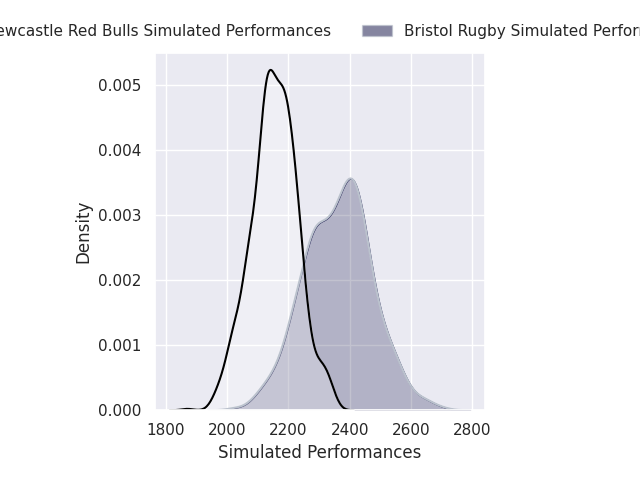 ewcastle Red Bulls Simulated Performances
Bristol Rugby Simulated
0.005
0.004
0.003
0.002
0.001
0.000
Density
1800 2000 2200 2400 2600 2800
Simulated Performances